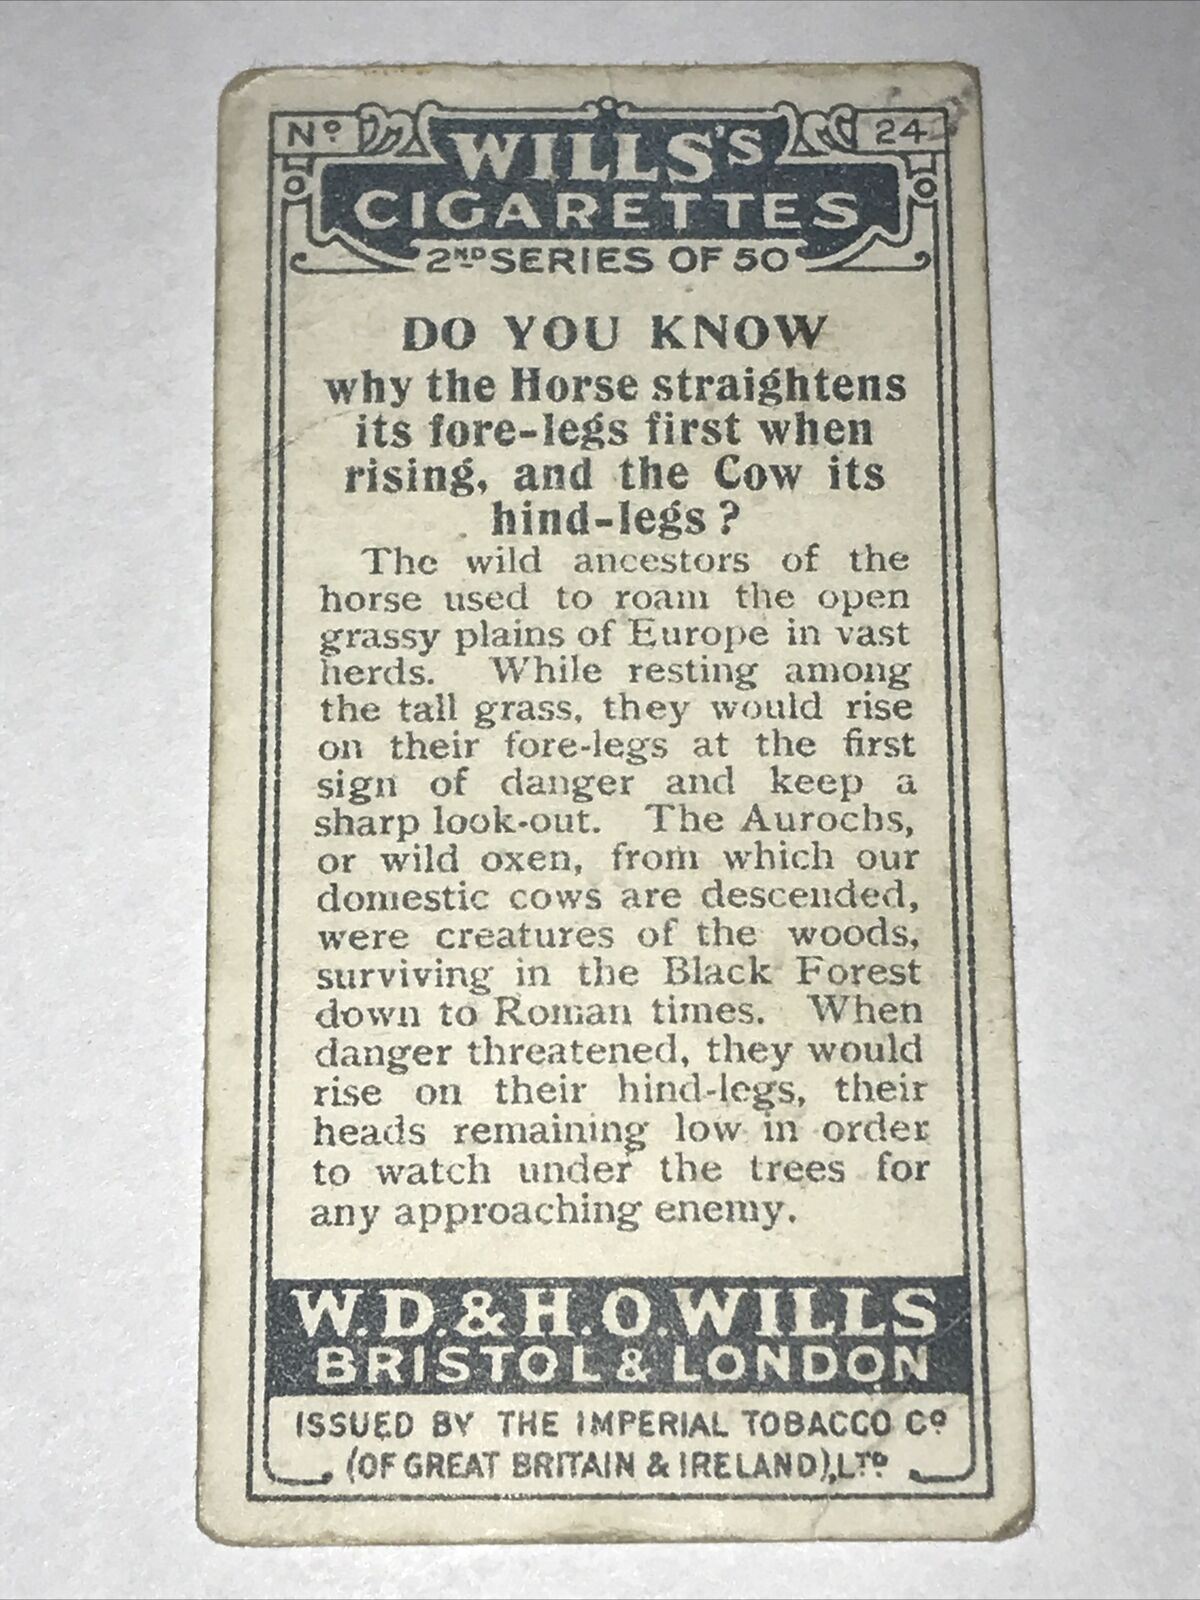 Nº 24
WILLS'S
CIGARETTES
2ND SERIES OF 50
DO YOU KNOW
why the Horse straightens
its fore-legs first when
rising, and the Cow its
hind-legs?
The wild ancestors of the
horse used to roam the open
grassy plains of Europe in vast
herds. While resting among
the tall grass, they would rise
on their fore-legs at the first
sign of danger and keep a
sharp look-out. The Aurochs,
or wild oxen, from which our
domestic cows are descended,
were creatures of the woods,
surviving in the Black Forest
down to Roman times. When
danger threatened, they would
rise on their hind-legs, their
heads remaining low in order
to watch under the trees for
any approaching enemy.
W.D.&H.O.WILLS
BRISTOL & LONDON
ISSUED BY THE IMPERIAL TOBACCO Cº
(OF GREAT BRITAIN & IRELAND), LTD